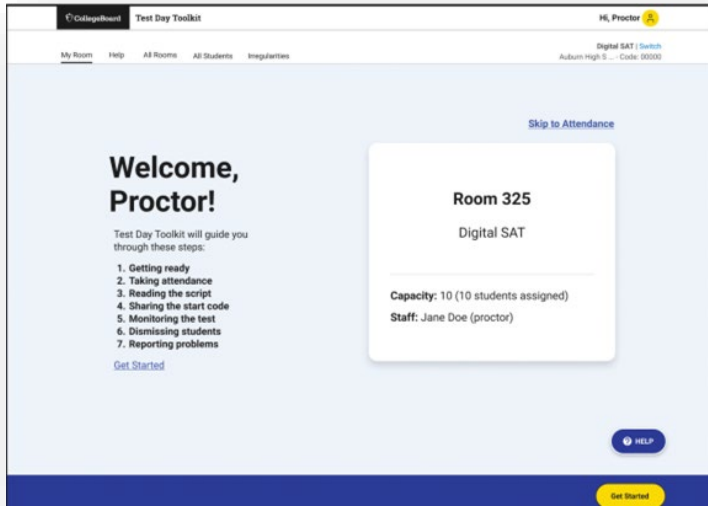 CollegeBoard Test Day Toolkit Hi, Proctor
My Room Help All Rooms All Students Irregularities
Digital SAT | Switch
Auburn High S ... - Code: 00000
Skip to Attendance
Welcome,
Proctor!
Test Day Toolkit will guide you
through these steps:
1. Getting ready
2. Taking attendance
3. Reading the script
4. Sharing the start code
5. Monitoring the test
6. Dismissing students
7. Reporting problems
Get Started
Room 325
Digital SAT
Capacity: 10 (10 students assigned)
Staff: Jane Doe (proctor)
HELP
Get Started